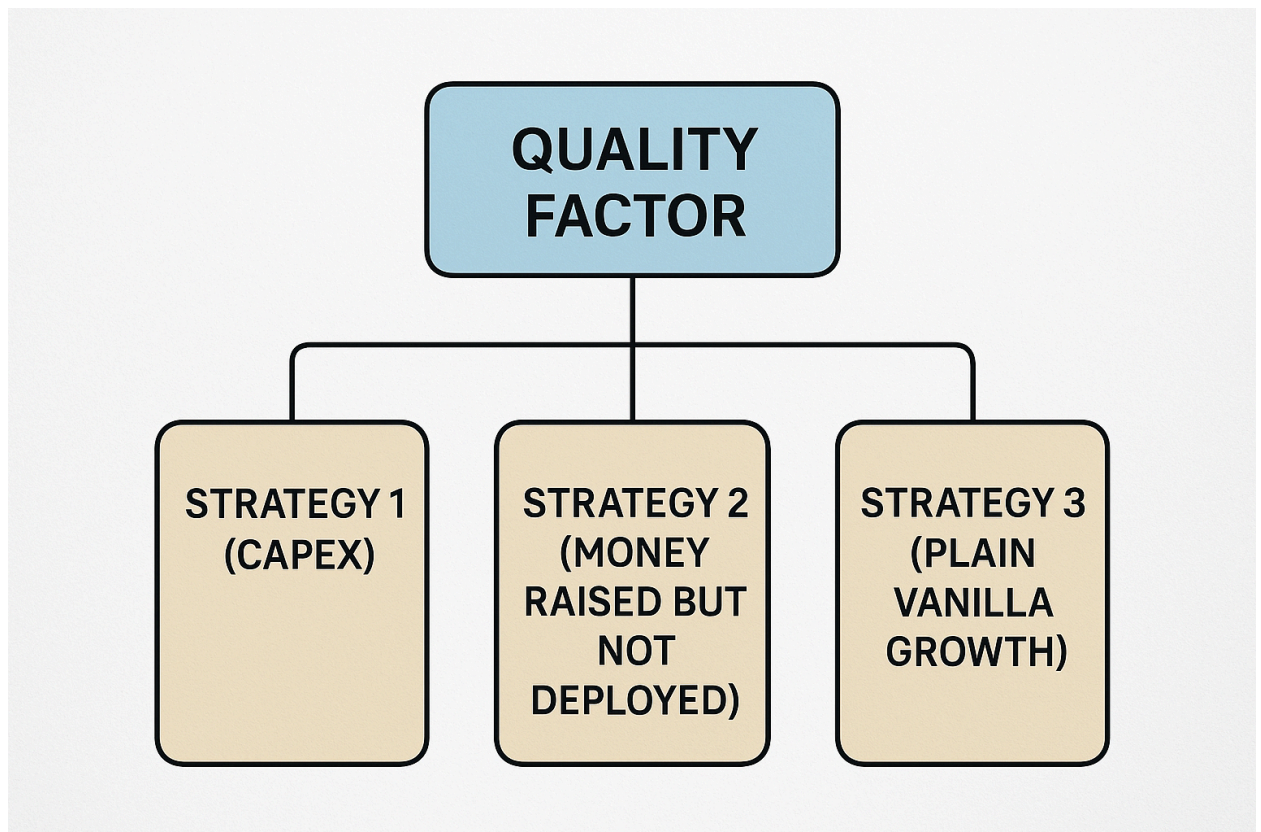 QUALITY
FACTOR
STRATEGY 1
(CAPEX)
STRATEGY 2
(MONEY
RAISED BUT
NOT
DEPLOYED)
STRATEGY 3
(PLAIN
VANILLA
GROWTH)